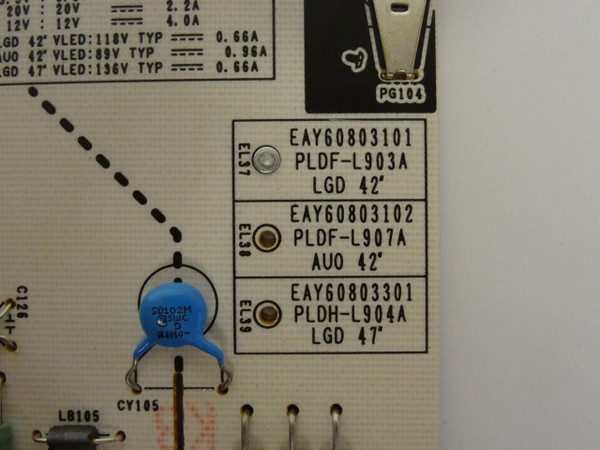 20V : 20V 2.2A
12V : 12V 4.0A
LGD 42" VLED:118V TYP 0.66A
AUO 42" VLED:89V TYP 0.96A
LGD 47" VLED:136V TYP 0.66A
PG104
EL37
EAY60803101
PLDF-L903A
LGD 42"
EL38
EAY60803102
PLDF-L907A
AUO 42"
EL39
EAY60803301
PLDH-L904A
LGD 47"
C126
SD102M
SWC
D
CY105
LB105